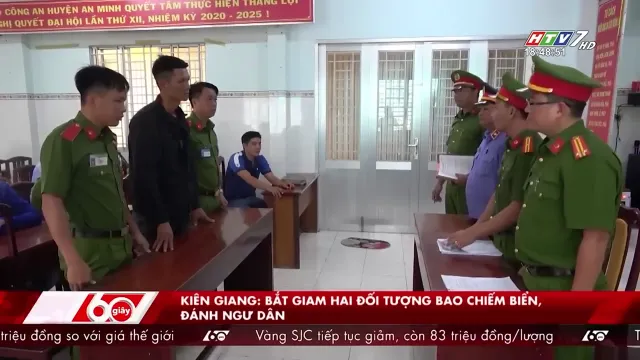 CÔNG AN HUYỆN AN MINH QUYẾT TÂM THỰC HIỆN THẮNG LỢI
NGHỊ QUYẾT ĐẠI HỘI LẦN THỨ XII, NHIỆM KỲ 2020 - 2025 !
HTV7 HD
18:48:51
60 giây
KIÊN GIANG: BẮT GIAM HAI ĐỐI TƯỢNG BAO CHIẾM BIỂN,
ĐÁNH NGƯ DÂN
triệu đồng so với giá thế giới 60 Vàng SJC tiếp tục giảm, còn 83 triệu đồng/lượng 60